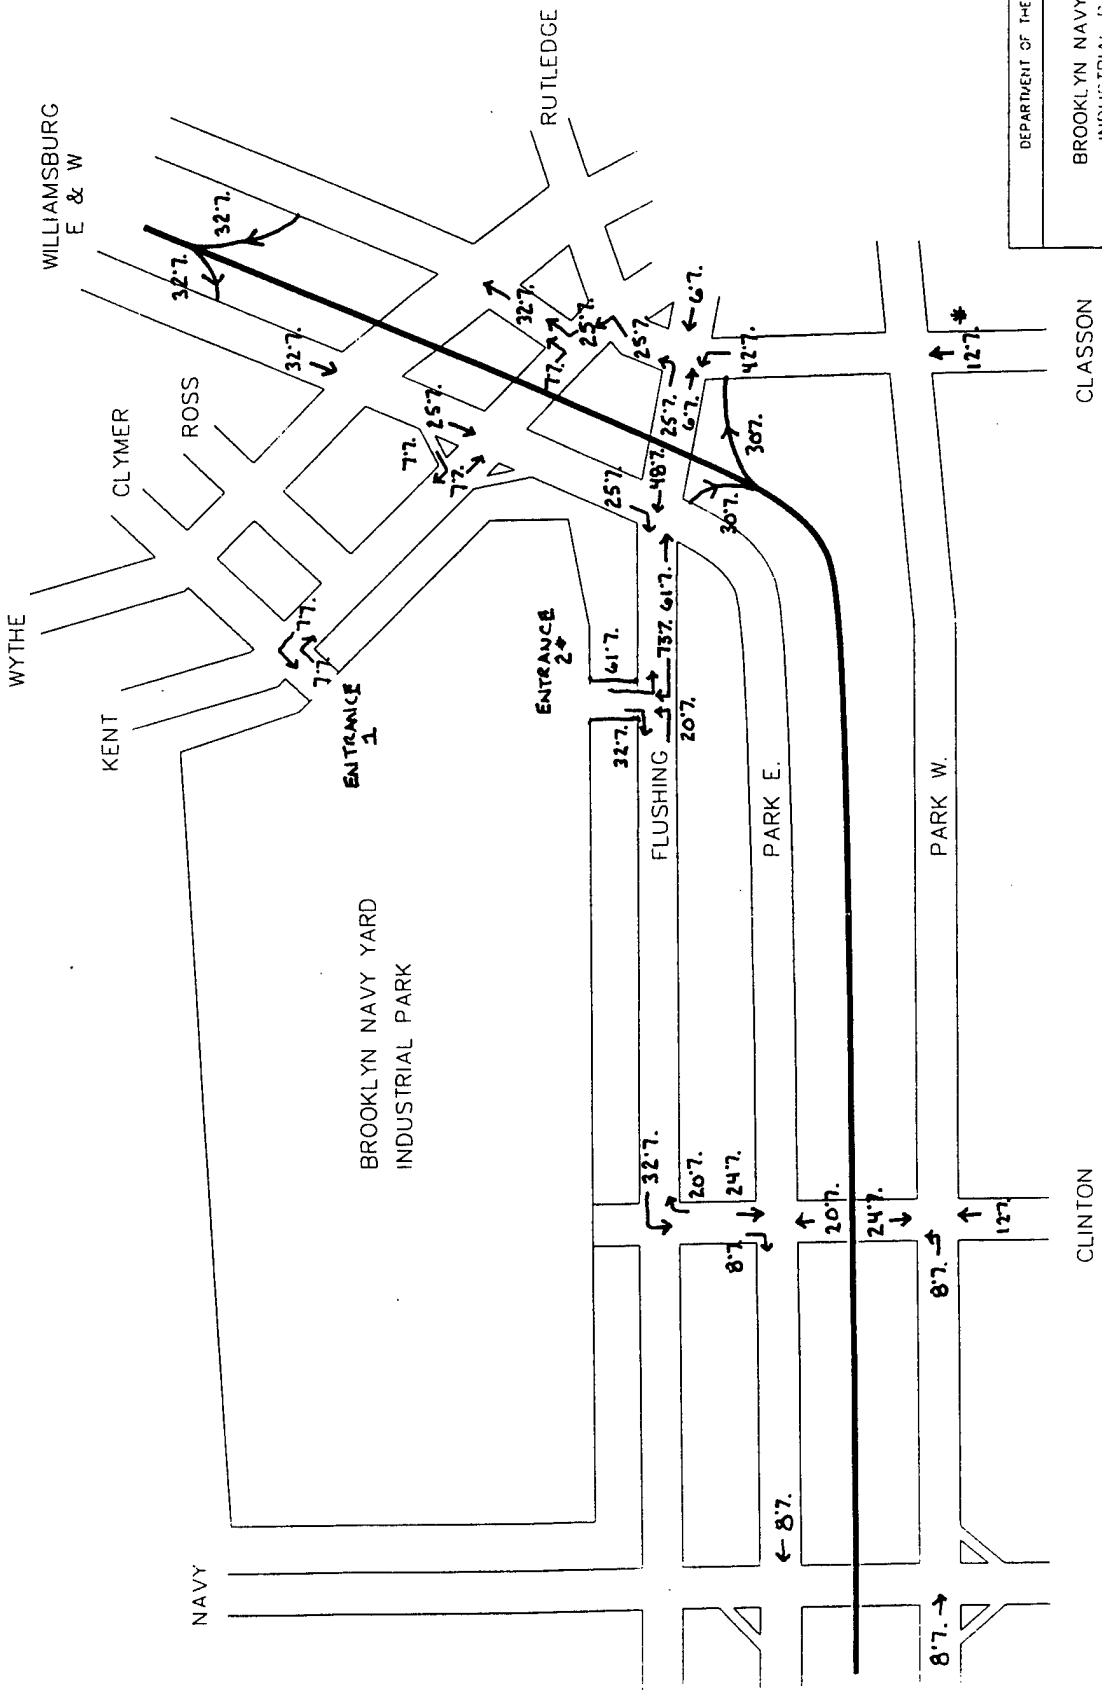 WILLIAMSBURG
E & W
RUTLEDGE
DEPARTMENT OF THE
BROOKLYN NAVY
32%
32%
32%
ROSS
CLYMER
WYTHE
KENT
32%
7%
25%
25%
25%
6%
7%
7%
25%
7%
25%
6%
42%
12% *
CLASSON
25%
48%
30%
30%
7%
7%
ENTRANCE
1
ENTRANCE
2*
61%
73%
61%
32%
20%
FLUSHING
PARK E.
PARK W.
BROOKLYN NAVY YARD
INDUSTRIAL PARK
32%
20%
24%
8%
20%
24%
8%
12%
CLINTON
NAVY
8%
8%